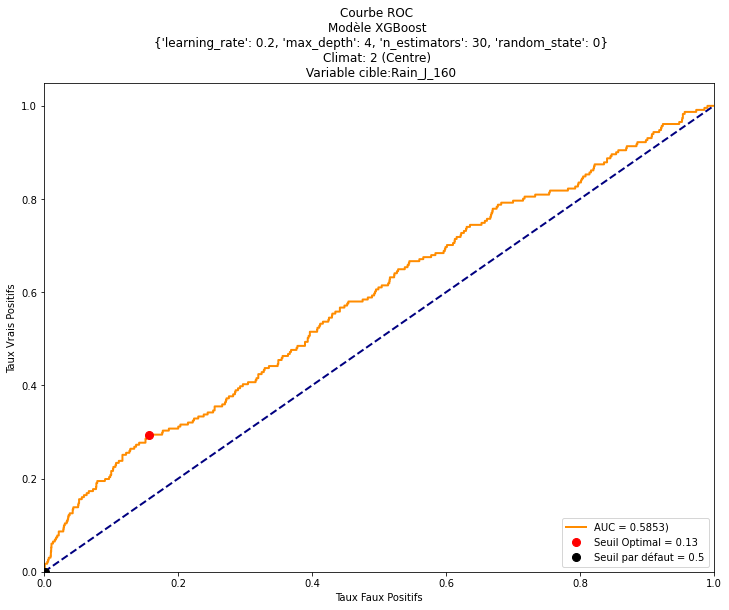 Courbe ROC
Modèle XGBoost
{'learning_rate': 0.2, 'max_depth': 4, 'n_estimators': 30, 'random_state': 0}
Climat: 2 (Centre)
Variable cible:Rain_J_160
1.0
0.8
0.6
0.4
0.2
0.0
Taux Vrais Positifs
AUC = 0.5853)
Seuil Optimal = 0.13
Seuil par défaut = 0.5
0.0 0.2 0.4 0.6 0.8 1.0
Taux Faux Positifs